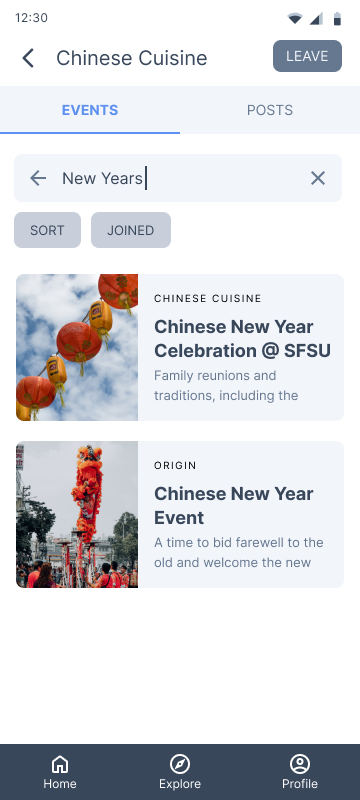 12:30
Chinese Cuisine
LEAVE
EVENTS
POSTS
New Years
SORT
JOINED
CHINESE CUISINE
Chinese New Year
Celebration @ SFSU
Family reunions and
traditions, including the
ORIGIN
Chinese New Year
Event
A time to bid farewell to the
old and welcome the new
Home
Explore
Profile